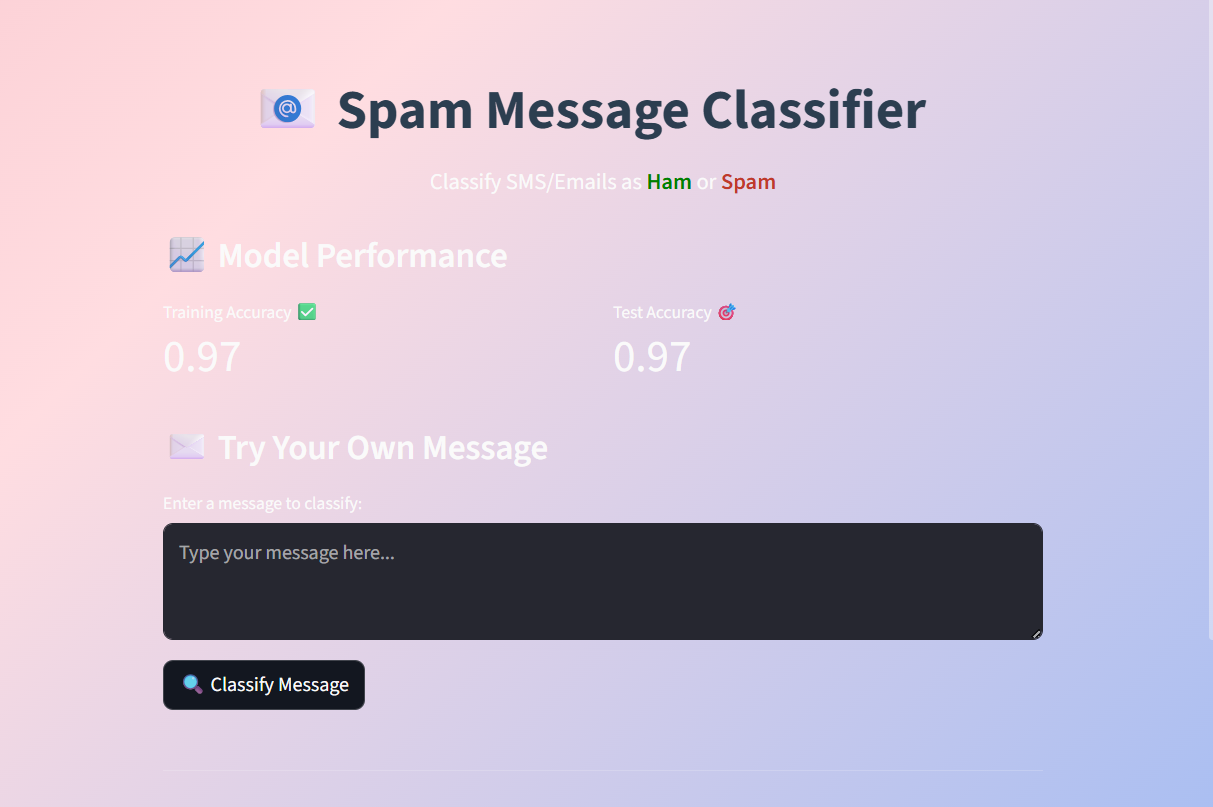 Spam Message Classifier
Classify SMS/Emails as Ham or Spam
Model Performance
Training Accuracy
Test Accuracy
0.97
0.97
Try Your Own Message
Enter a message to classify:
Type your message here...
Classify Message